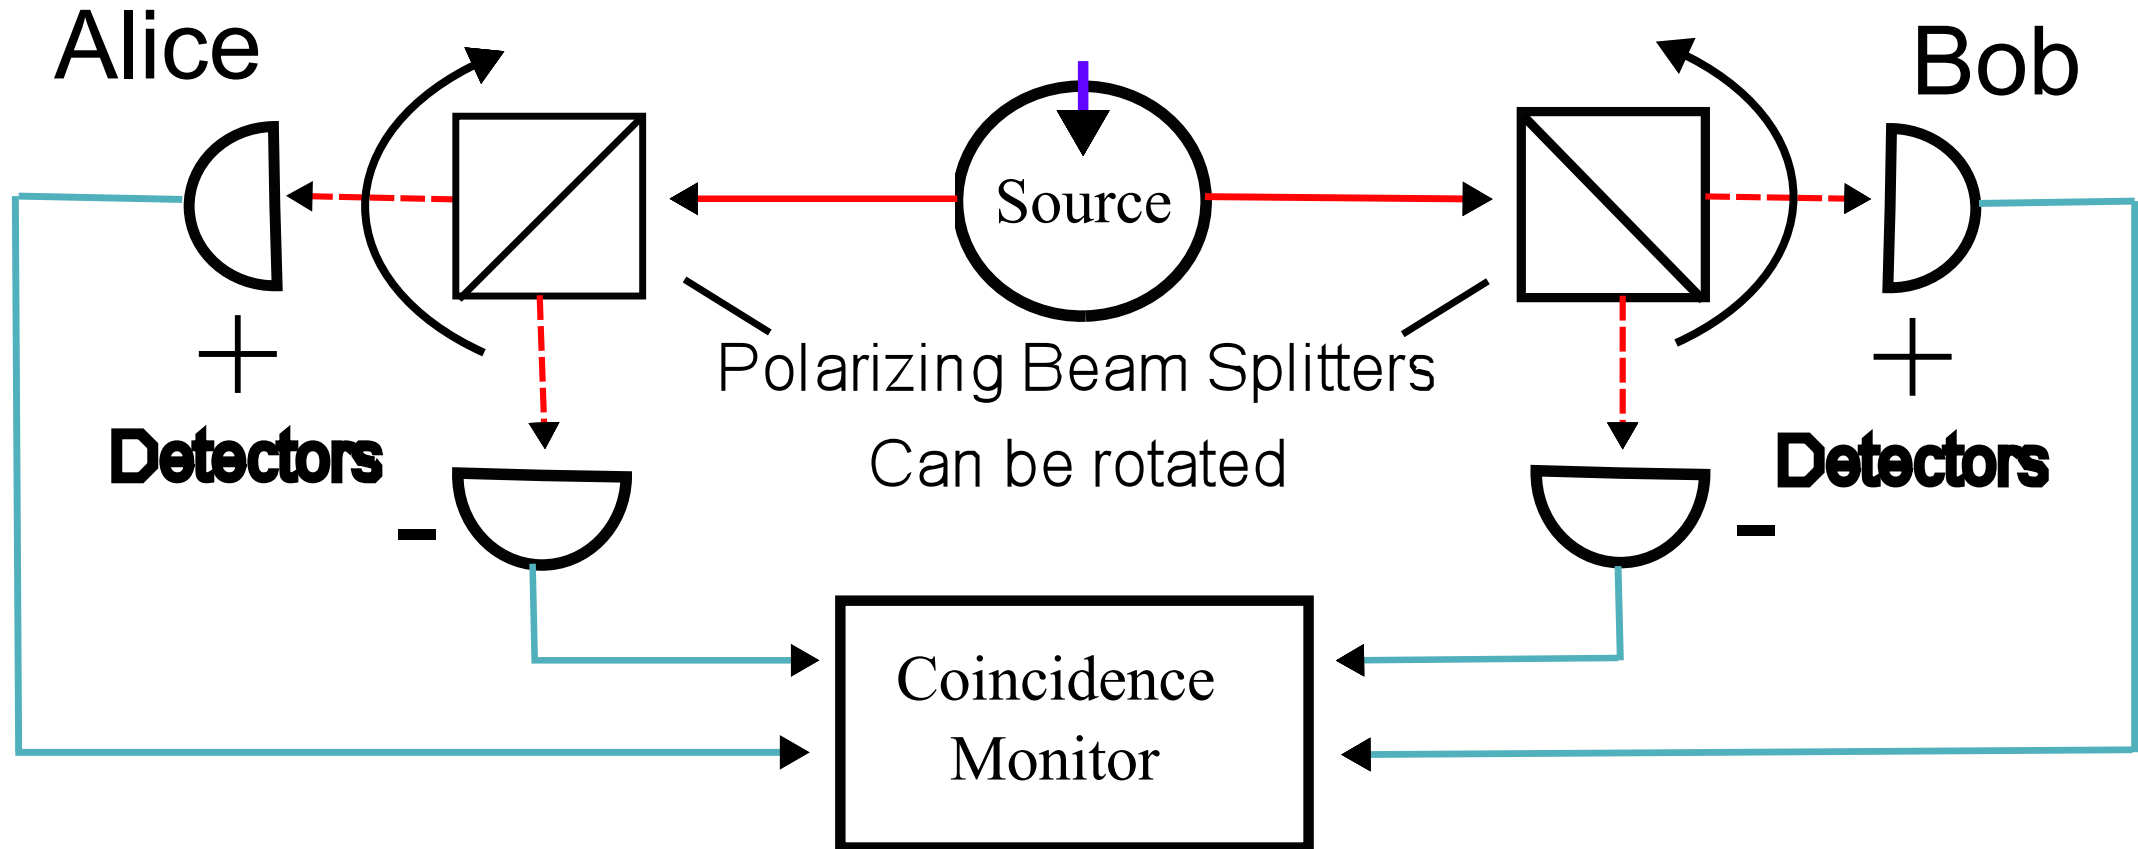 Alice
Bob
Source
+
+
Polarizing Beam Splitters
Can be rotated
Detectors
Detectors
-
-
Coincidence
Monitor